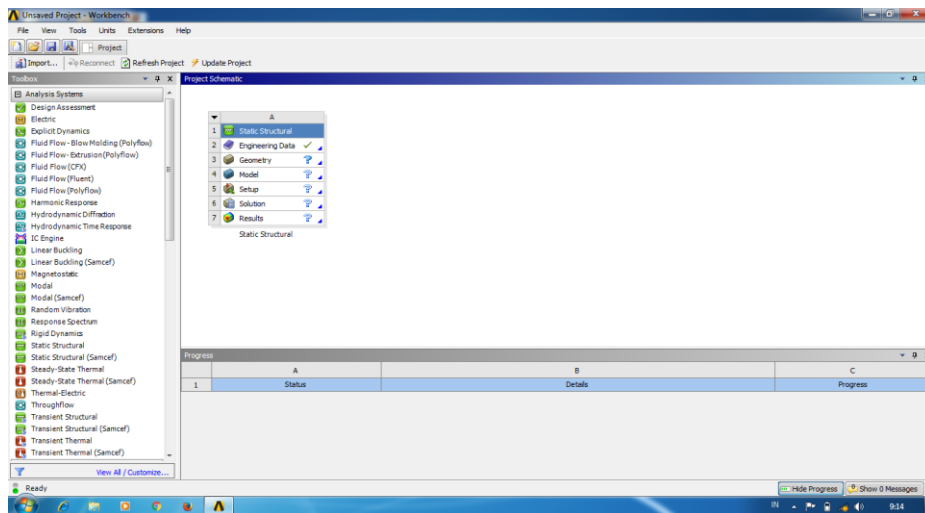 Unsaved Project - Workbench
File View Tools Units Extensions Help
Project
Import... Reconnect Refresh Project Update Project
Toolbox
Project Schematic
Analysis Systems
Design Assessment
Electric
Explicit Dynamics
Fluid Flow - Blow Molding (Polyflow)
Fluid Flow - Extrusion (Polyflow)
Fluid Flow (CFX)
Fluid Flow (Fluent)
Fluid Flow (Polyflow)
Harmonic Response
Hydrodynamic Diffraction
Hydrodynamic Time Response
IC Engine
Linear Buckling
Linear Buckling (Samcef)
Magnetostatic
Modal
Modal (Samcef)
Random Vibration
Response Spectrum
Rigid Dynamics
Static Structural
Static Structural (Samcef)
Steady-State Thermal
Steady-State Thermal (Samcef)
Thermal-Electric
Throughflow
Transient Structural
Transient Structural (Samcef)
Transient Thermal
Transient Thermal (Samcef)
View All / Customize...
A
1 Static Structural
2 Engineering Data
3 Geometry ?
4 Model ?
5 Setup ?
6 Solution ?
7 Results ?
Static Structural
Progress
A B C
1 Status Details Progress
Ready
Hide Progress Show 0 Messages
IN 9:14